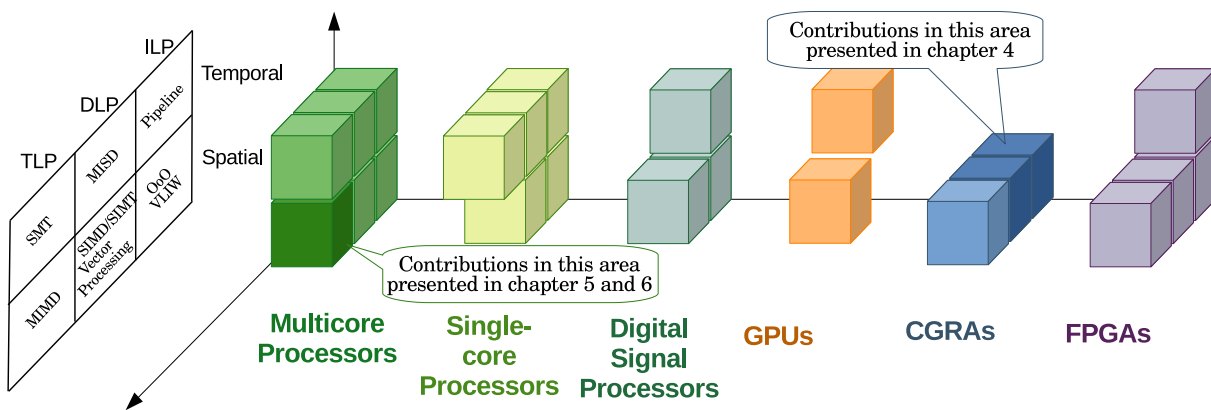 ILP
DLP
TLP
Temporal
Spatial
Pipeline
MISD
SMT
OoO
VLIW
SIMD/SIMT
Vector
Processing
MIMD
Contributions in this area
presented in chapter 4
Contributions in this area
presented in chapter 5 and 6
Multicore
Processors
Single-
core
Processors
Digital
Signal
Processors
GPUs
CGRAs
FPGAs